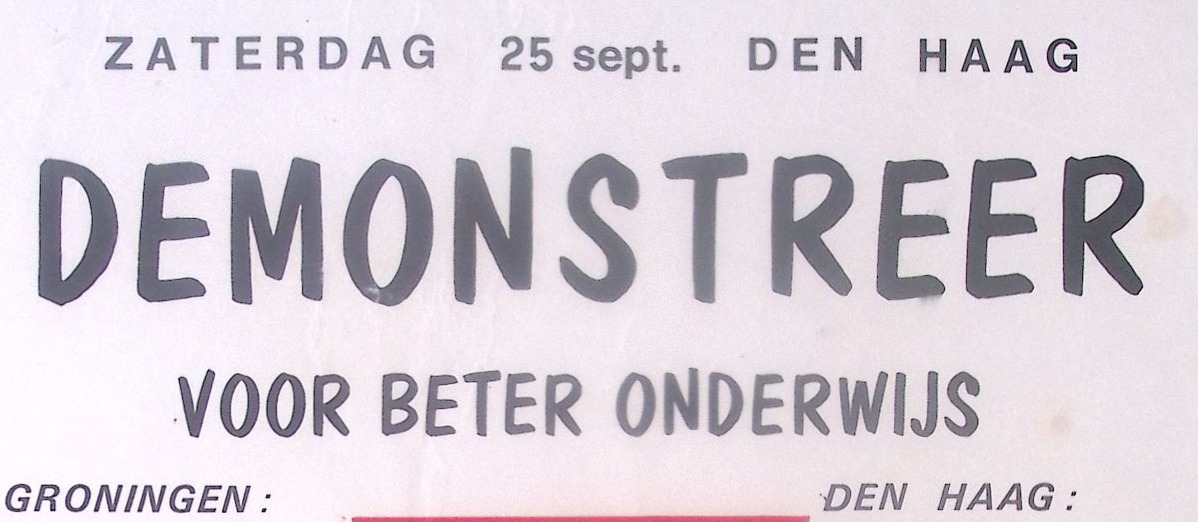 ZATERDAG 25 sept. DEN HAAG
DEMONSTREER
VOOR BETER ONDERWIJS
GRONINGEN: DEN HAAG: